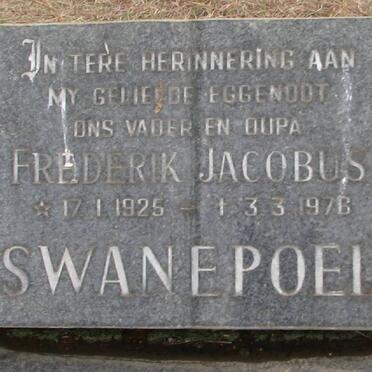 IN TERE HERINNERING AAN
MY GELIEFDE EGGENOOT
ONS VADER EN OUPA
FREDERIK JACOBUS
☆ 17.1.1925 – † 3.3.1976
SWANEPOEL